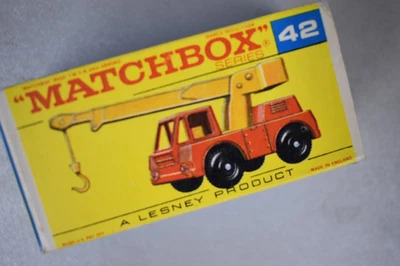 "MATCHBOX"
SERIES
42
A LESNEY PRODUCT
MADE IN ENGLAND